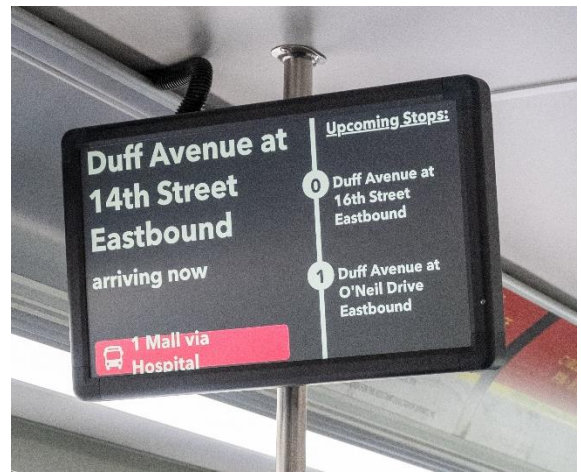 Duff Avenue at
14th Street
Eastbound
arriving now
1 Mall via
Hospital
Upcoming Stops:
0 Duff Avenue at
16th Street
Eastbound
1 Duff Avenue at
O'Neil Drive
Eastbound